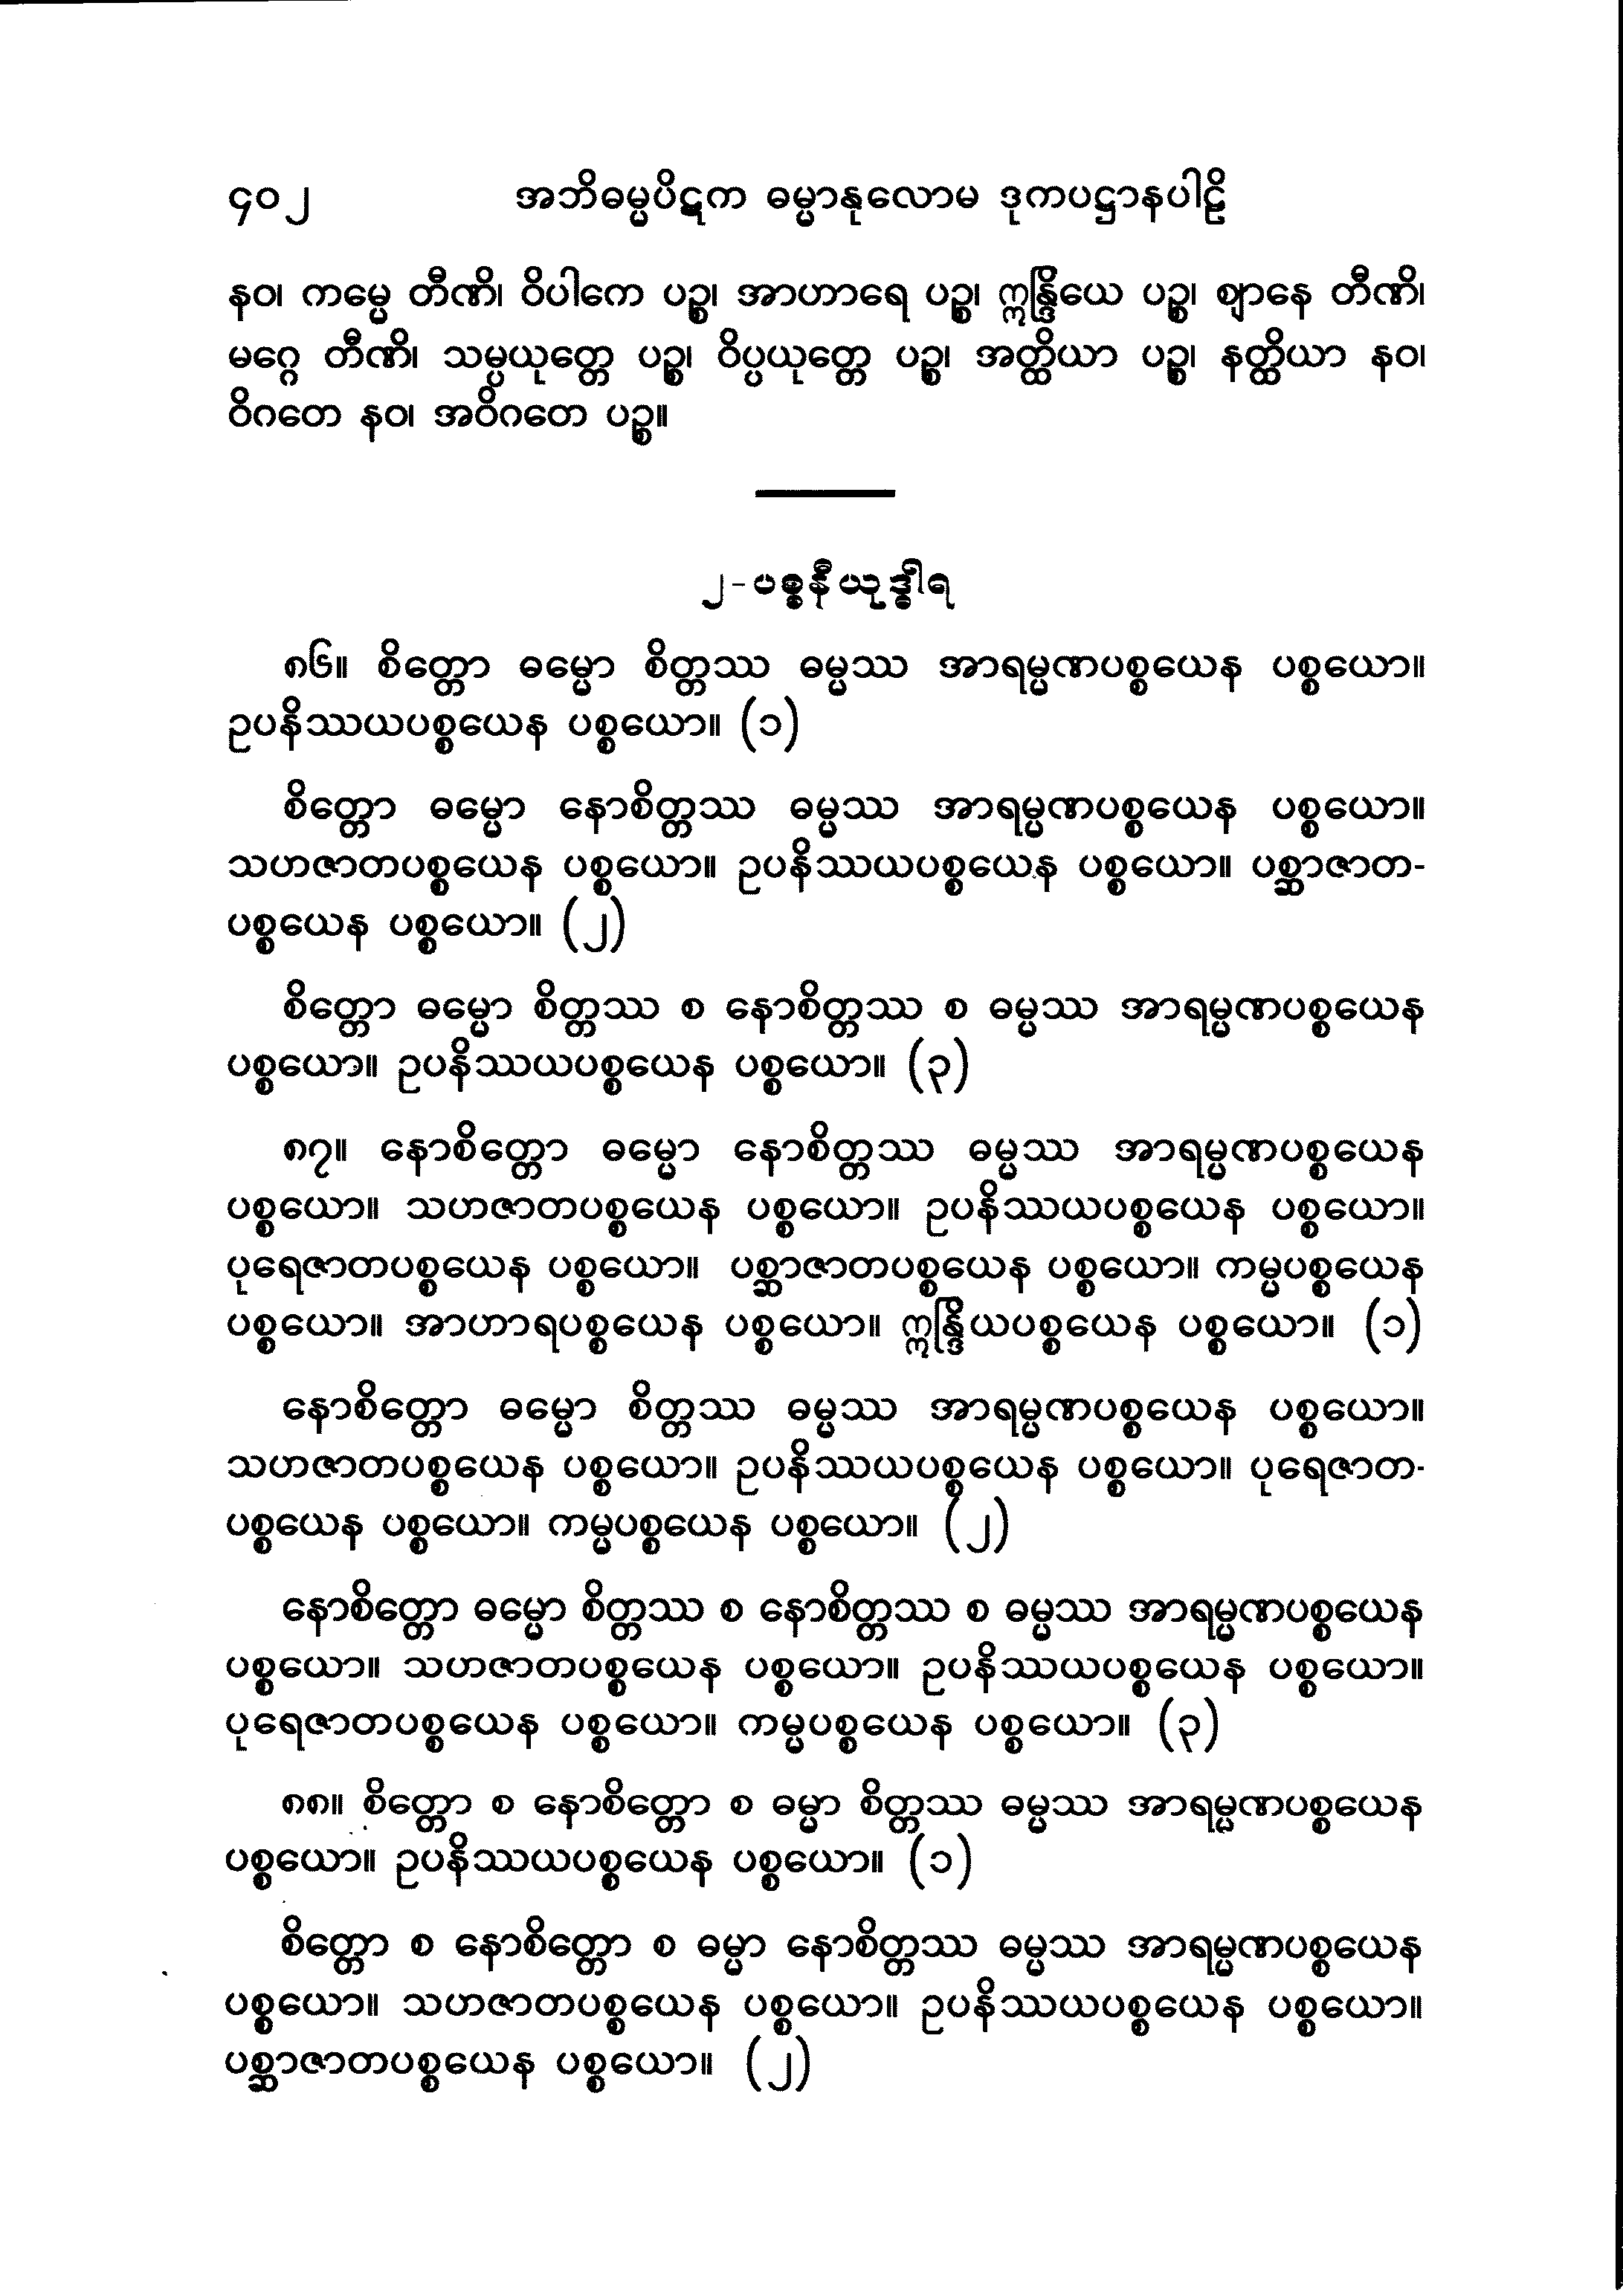 ၄၀၂ အဘိဓမ္မပိဋက ဓမ္မာနုလောမ ဒုကပဋ္ဌာနပါဠိ
နဝ၊ ကမ္မေ တီဏိ၊ ဝိပါကေ ပဉ္စ၊ အာဟာရေ ပဉ္စ၊ ဣန္ဒြိယေ ပဉ္စ၊ ဈာနေ တီဏိ၊
မဂ္ဂေ တီဏိ၊ သမ္ပယုတ္တေ ပဉ္စ၊ ဝိပ္ပယုတ္တေ ပဉ္စ၊ အတ္ထိယာ ပဉ္စ၊ နတ္ထိယာ နဝ၊
ဝိဂတေ နဝ၊ အဝိဂတေ ပဉ္စ။
၂-ပစ္စနီယုဒ္ဓါရ
၈၆။ စိတ္တော ဓမ္မော စိတ္တဿ ဓမ္မဿ အာရမ္မဏပစ္စယေန ပစ္စယော။
ဥပနိဿယပစ္စယေန ပစ္စယော။ (၁)
စိတ္တော ဓမ္မော နောစိတ္တဿ ဓမ္မဿ အာရမ္မဏပစ္စယေန ပစ္စယော။
သဟဇာတပစ္စယေန ပစ္စယော။ ဥပနိဿယပစ္စယေန ပစ္စယော။ ပစ္ဆာဇာတ-
ပစ္စယေန ပစ္စယော။ (၂)
စိတ္တော ဓမ္မော စိတ္တဿ စ နောစိတ္တဿ စ ဓမ္မဿ အာရမ္မဏပစ္စယေန
ပစ္စယော။ ဥပနိဿယပစ္စယေန ပစ္စယော။ (၃)
၈၇။ နောစိတ္တော ဓမ္မော နောစိတ္တဿ ဓမ္မဿ အာရမ္မဏပစ္စယေန
ပစ္စယော။ သဟဇာတပစ္စယေန ပစ္စယော။ ဥပနိဿယပစ္စယေန ပစ္စယော။
ပုရေဇာတပစ္စယေန ပစ္စယော။ ပစ္ဆာဇာတပစ္စယေန ပစ္စယော။ ကမ္မပစ္စယေန
ပစ္စယော။ အာဟာရပစ္စယေန ပစ္စယော။ ဣန္ဒြိယပစ္စယေန ပစ္စယော။ (၁)
နောစိတ္တော ဓမ္မော စိတ္တဿ ဓမ္မဿ အာရမ္မဏပစ္စယေန ပစ္စယော။
သဟဇာတပစ္စယေန ပစ္စယော။ ဥပနိဿယပစ္စယေန ပစ္စယော။ ပုရေဇာတ-
ပစ္စယေန ပစ္စယော။ ကမ္မပစ္စယေန ပစ္စယော။ (၂)
နောစိတ္တော ဓမ္မော စိတ္တဿ စ နောစိတ္တဿ စ ဓမ္မဿ အာရမ္မဏပစ္စယေန
ပစ္စယော။ သဟဇာတပစ္စယေန ပစ္စယော။ ဥပနိဿယပစ္စယေန ပစ္စယော။
ပုရေဇာတပစ္စယေန ပစ္စယော။ ကမ္မပစ္စယေန ပစ္စယော။ (၃)
၈၈။ စိတ္တော စ နောစိတ္တော စ ဓမ္မာ စိတ္တဿ ဓမ္မဿ အာရမ္မဏပစ္စယေန
ပစ္စယော။ ဥပနိဿယပစ္စယေန ပစ္စယော။ (၁)
စိတ္တော စ နောစိတ္တော စ ဓမ္မာ နောစိတ္တဿ ဓမ္မဿ အာရမ္မဏပစ္စယေန
ပစ္စယော။ သဟဇာတပစ္စယေန ပစ္စယော။ ဥပနိဿယပစ္စယေန ပစ္စယော။
ပစ္ဆာဇာတပစ္စယေန ပစ္စယော။ (၂)